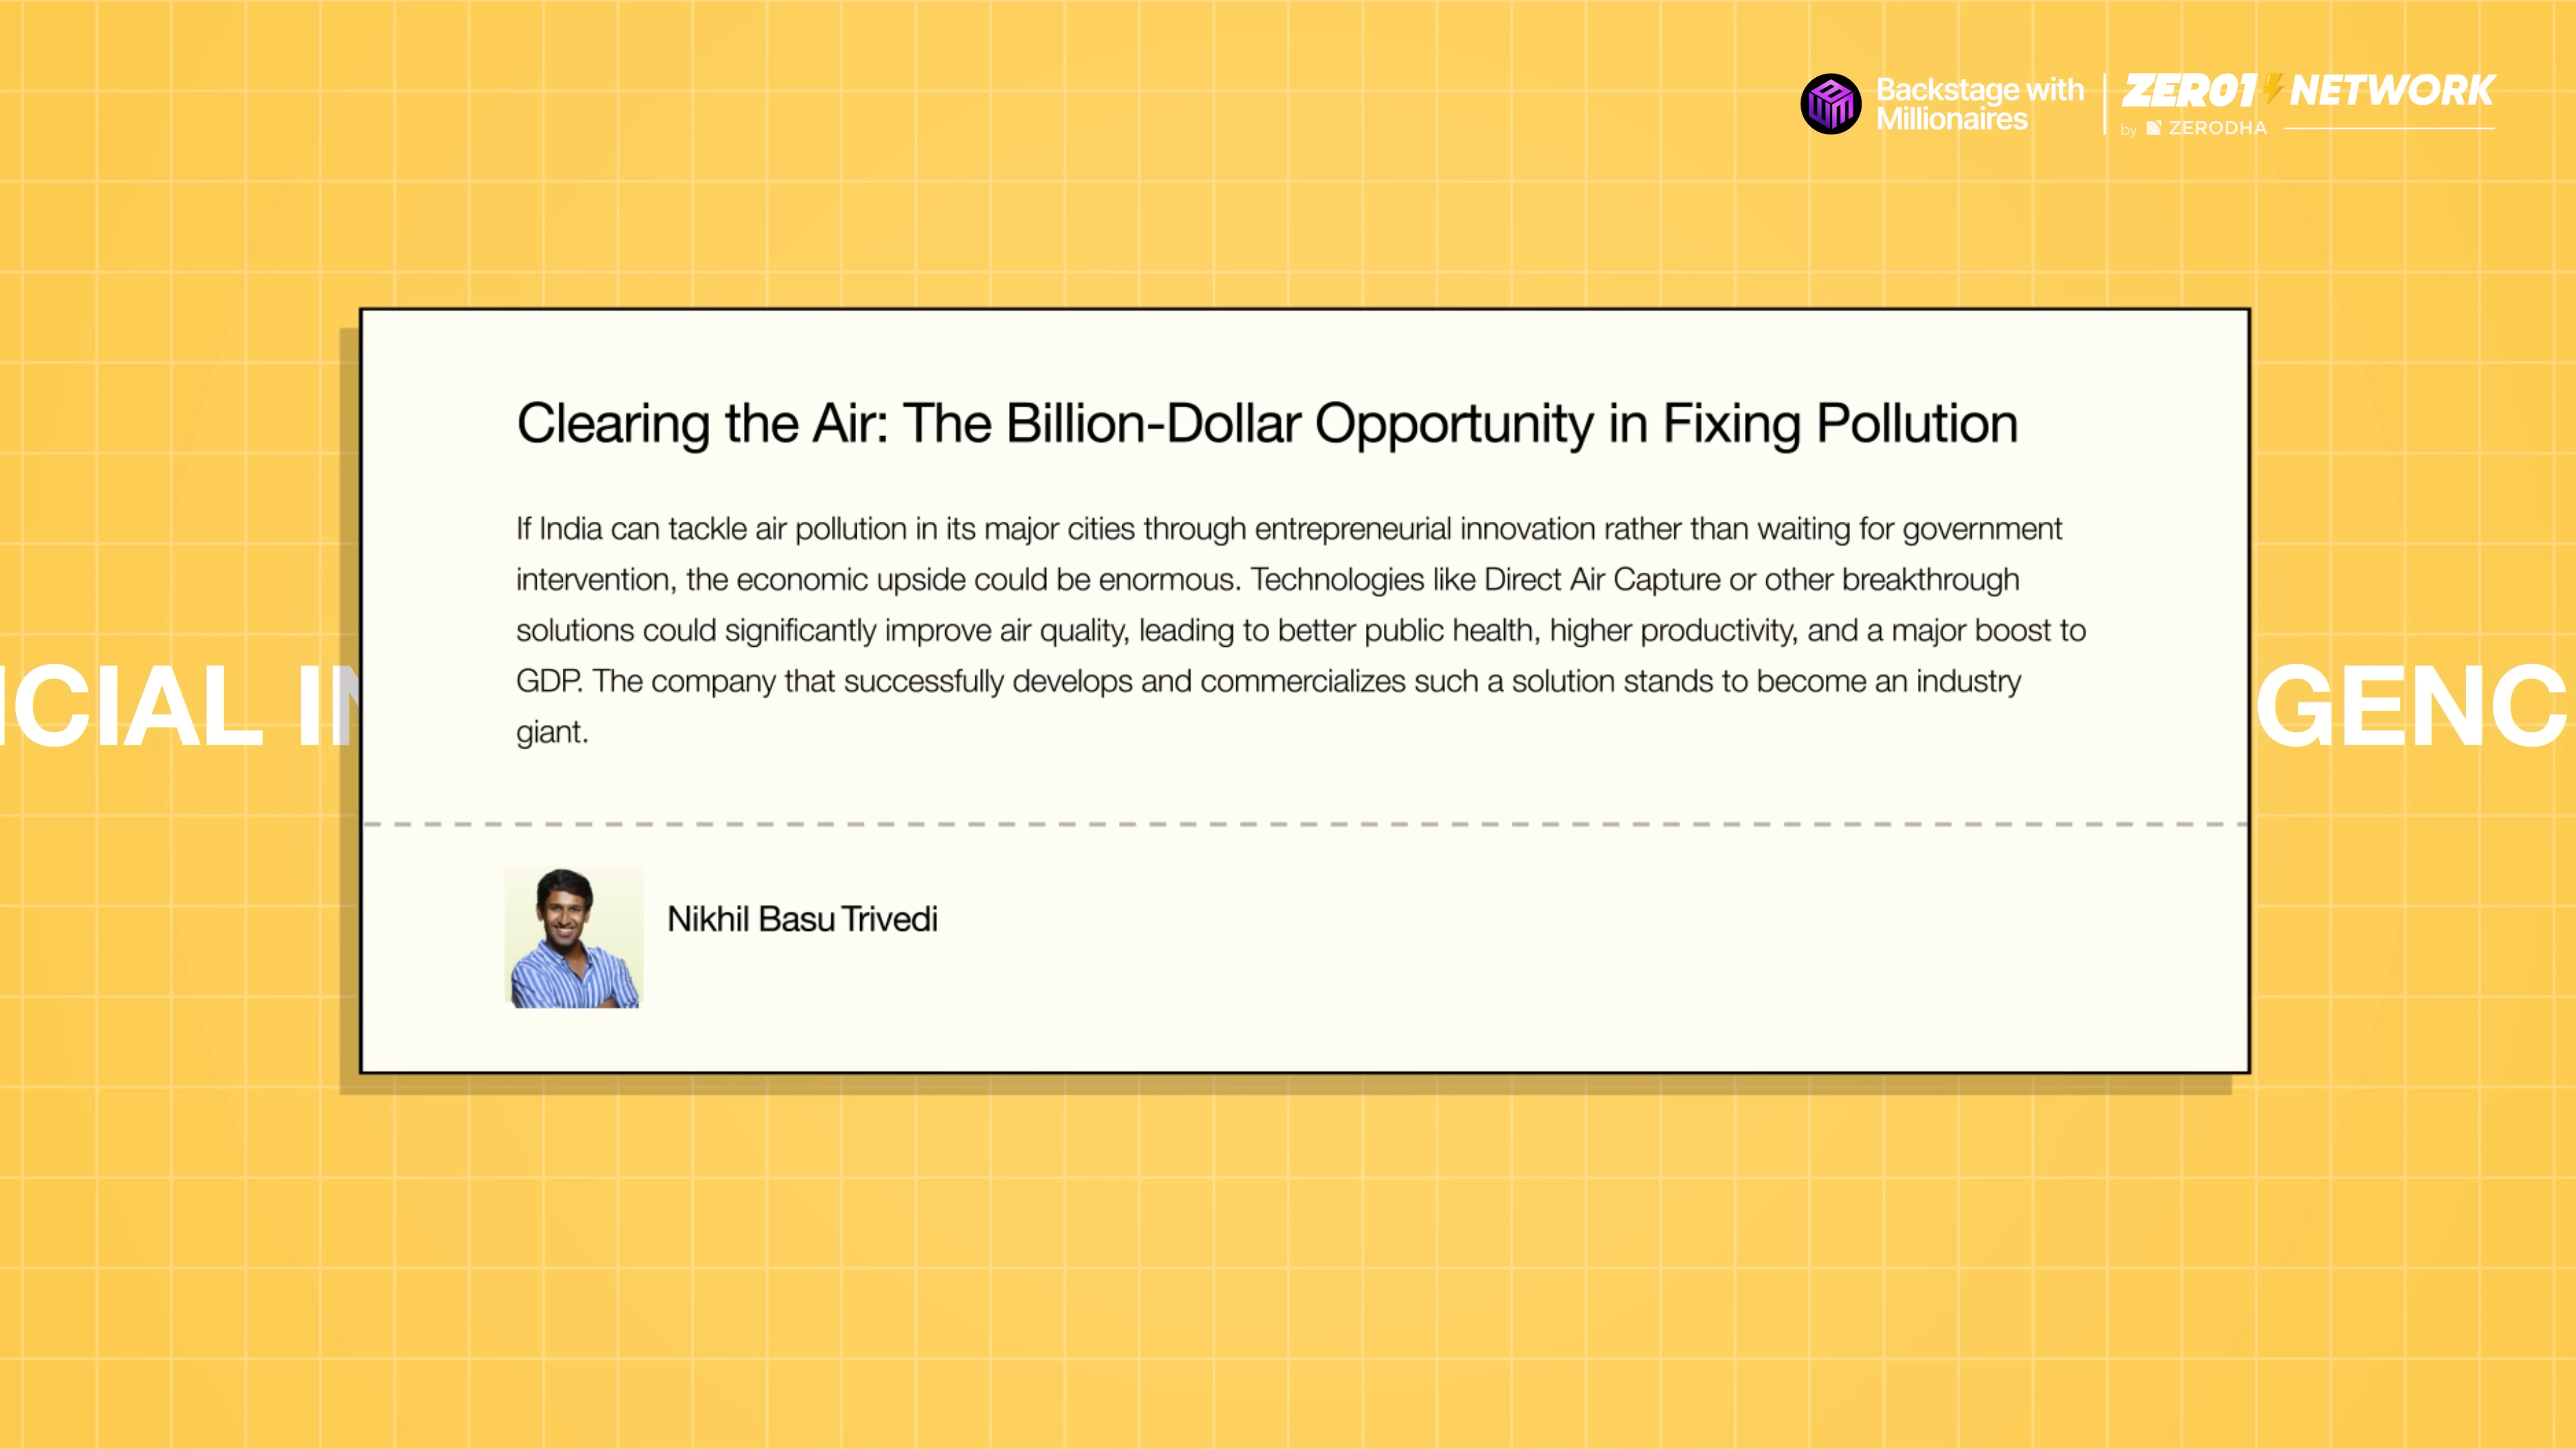 Backstage with
Millionaires
ZERO1 NETWORK
by ZERODHA
Clearing the Air: The Billion-Dollar Opportunity in Fixing Pollution
If India can tackle air pollution in its major cities through entrepreneurial innovation rather than waiting for government
intervention, the economic upside could be enormous. Technologies like Direct Air Capture or other breakthrough
solutions could significantly improve air quality, leading to better public health, higher productivity, and a major boost to
GDP. The company that successfully develops and commercializes such a solution stands to become an industry
giant.
CIAL IN
GENC
Nikhil Basu Trivedi